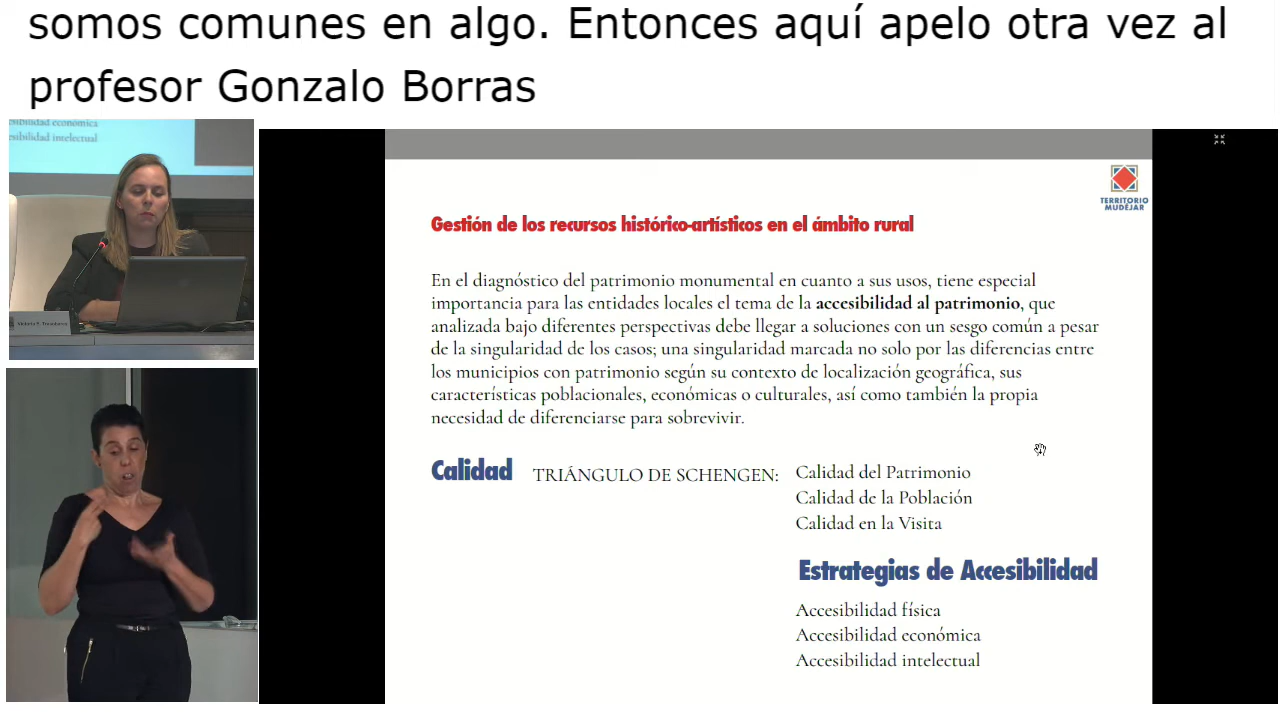 somos comunes en algo. Entonces aquí apelo otra vez al
profesor Gonzalo Borras
accesibilidad económica
accesibilidad intelectual
TERRITORIO
MUDÉJAR
Gestión de los recursos histórico-artísticos en el ámbito rural
En el diagnóstico del patrimonio monumental en cuanto a sus usos, tiene especial
importancia para las entidades locales el tema de la accesibilidad al patrimonio, que
analizada bajo diferentes perspectivas debe llegar a soluciones con un sesgo común a pesar
de la singularidad de los casos; una singularidad marcada no solo por las diferencias entre
los municipios con patrimonio según su contexto de localización geográfica, sus
características poblacionales, económicas o culturales, así como también la propia
necesidad de diferenciarse para sobrevivir.
Calidad TRIÁNGULO DE SCHENGEN: Calidad del Patrimonio
Calidad de la Población
Calidad en la Visita
Estrategias de Accesibilidad
Accesibilidad física
Accesibilidad económica
Accesibilidad intelectual